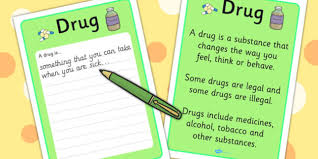 Drug
A drug is...
something that you can take
when you are sick...
Drug
A drug is a substance that
changes the way you
feel, think or behave.
Some drugs are legal and
some drugs are illegal.
Drugs include medicines,
alcohol, tobacco and
other substances.